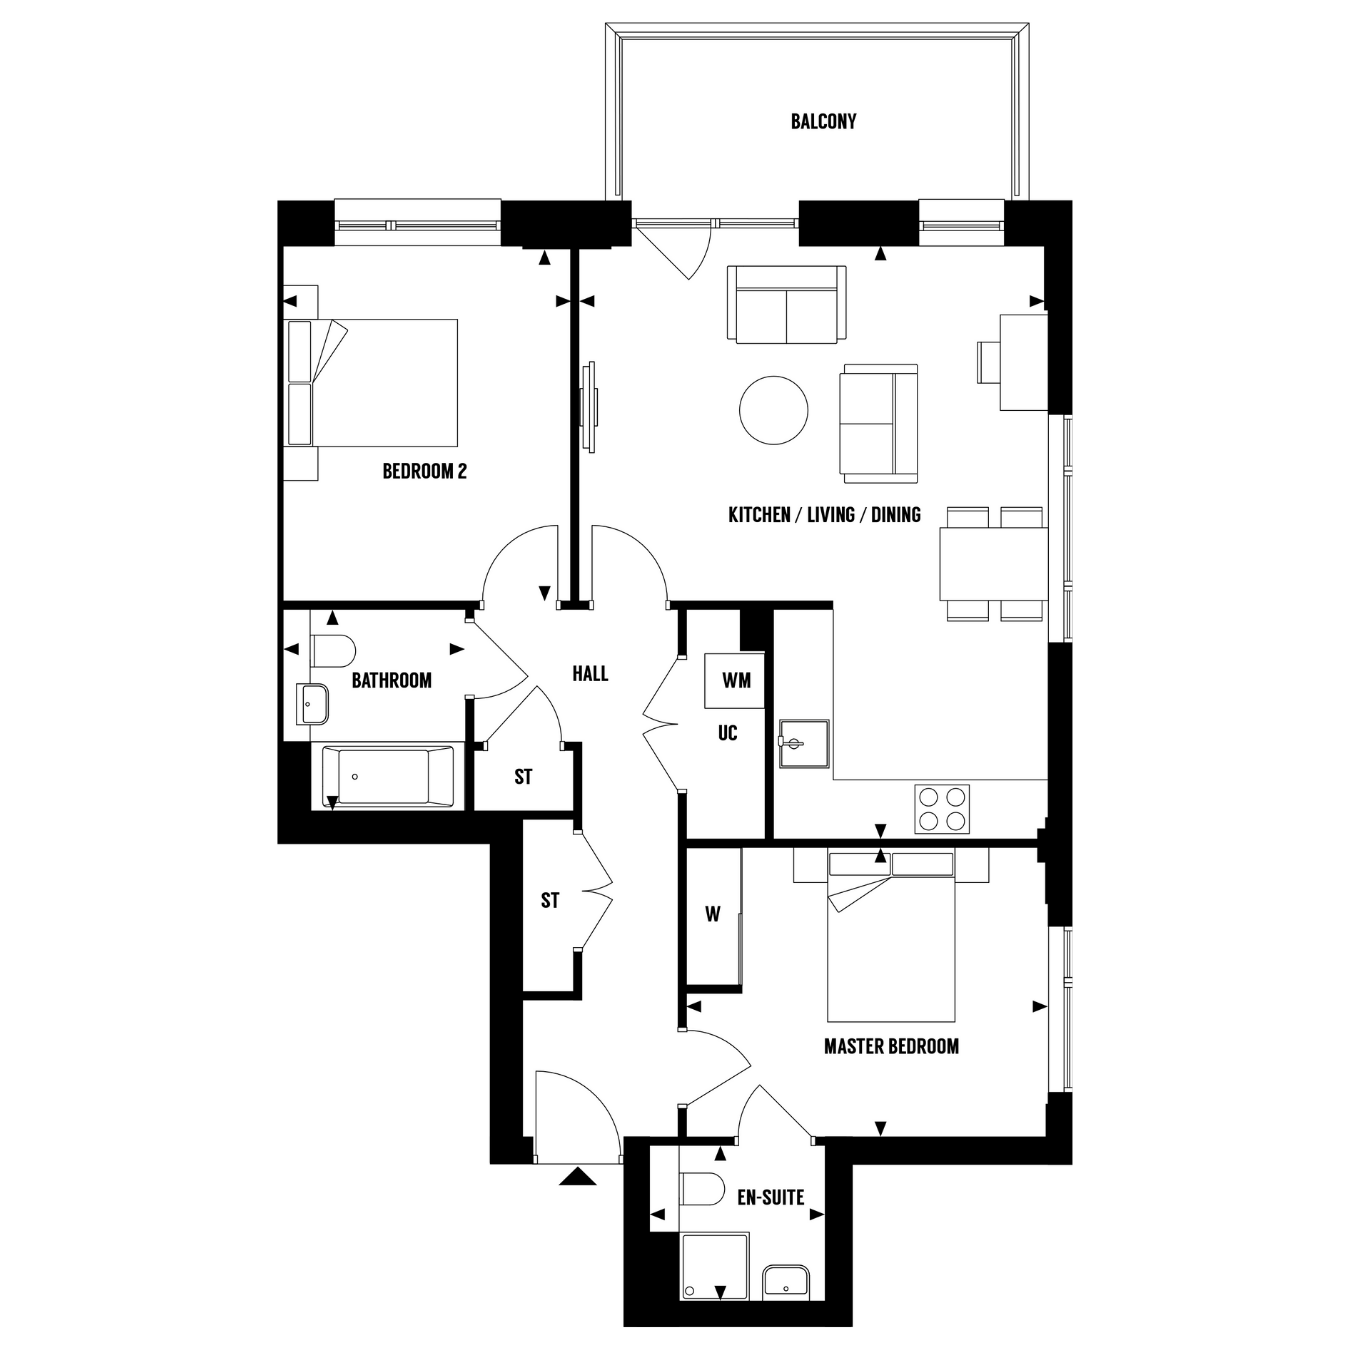 BALCONY
BEDROOM 2
KITCHEN / LIVING / DINING
BATHROOM
HALL
WM
UC
ST
ST
W
MASTER BEDROOM
EN-SUITE